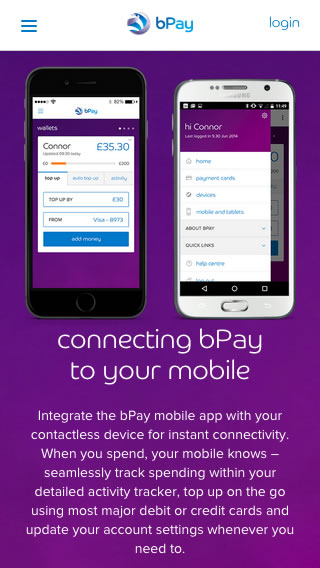 bPay
login
82%
bPay
wallets
Connor
£35.30
Updated 09:30 today
£0
£200
top up
auto top up
activity
TOP UP BY
£30
FROM
Visa - 8973
add money
11:49
hi Connor
Last logged in 9.30 Jun 2014
home
payment cards
devices
mobile and tablets
ABOUT BPAY
QUICK LINKS
help centre
log out
connecting bPay
to your mobile
Integrate the bPay mobile app with your
contactless device for instant connectivity.
When you spend, your mobile knows –
seamlessly track spending within your
detailed activity tracker, top up on the go
using most major debit or credit cards and
update your account settings whenever you
need to.